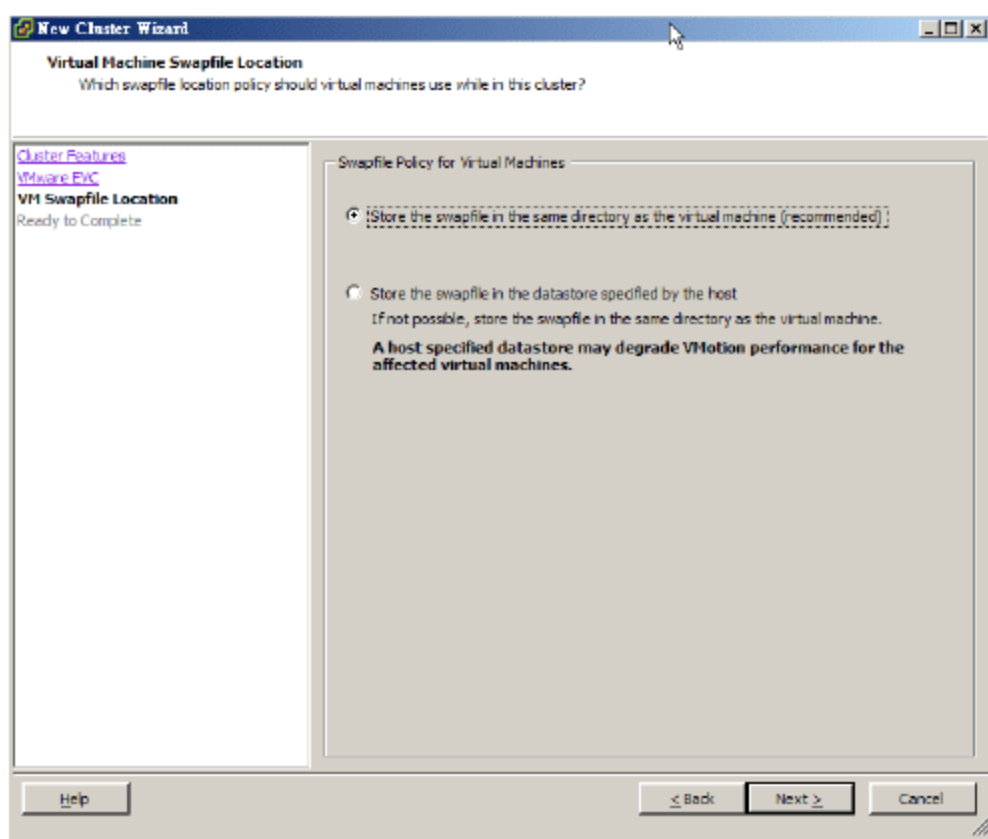 New Cluster Wizard
Virtual Machine Swapfile Location
Which swapfile location policy should virtual machines use while in this cluster?
Cluster Features
VMware EVC
VM Swapfile Location
Ready to Complete
Swapfile Policy for Virtual Machines
Store the swapfile in the same directory as the virtual machine (recommended)
Store the swapfile in the datastore specified by the host
If not possible, store the swapfile in the same directory as the virtual machine.
A host specified datastore may degrade VMotion performance for the
affected virtual machines.
Help
< Back
Next >
Cancel